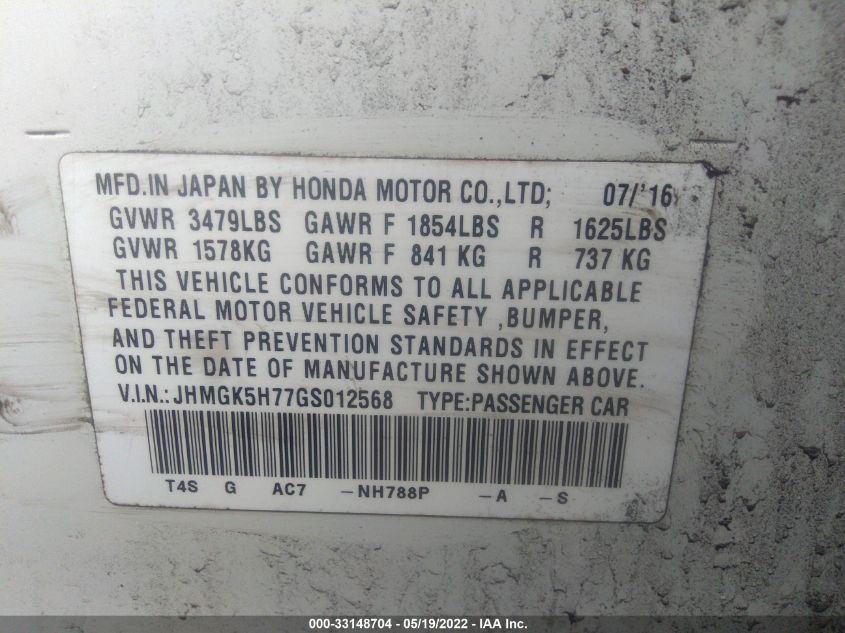 MFD.IN JAPAN BY HONDA MOTOR CO.,LTD; 07/'16
GVWR 3479LBS GAWR F 1854LBS R 1625LBS
GVWR 1578KG GAWR F 841 KG R 737 KG
THIS VEHICLE CONFORMS TO ALL APPLICABLE
FEDERAL MOTOR VEHICLE SAFETY ,BUMPER,
AND THEFT PREVENTION STANDARDS IN EFFECT
ON THE DATE OF MANUFACTURE SHOWN ABOVE.
V.I.N.:JHMGK5H77GS012568 TYPE:PASSENGER CAR
T4S G AC7 –NH788P –A –S
000-33148704 - 05/19/2022 - IAA Inc.